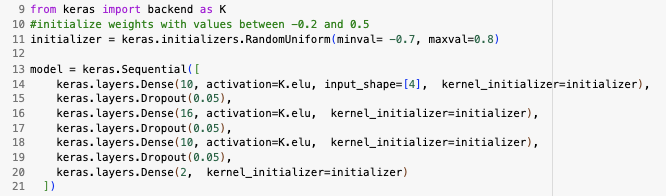 9 from keras import backend as K
10 #initialize weights with values between -0.2 and 0.5
11 initializer = keras.initializers.RandomUniform(minval= -0.7, maxval=0.8)
12
13 model = keras.Sequential([
14     keras.layers.Dense(10, activation=K.elu, input_shape=[4],  kernel_initializer=initializer),
15     keras.layers.Dropout(0.05),
16     keras.layers.Dense(16, activation=K.elu,  kernel_initializer=initializer),
17     keras.layers.Dropout(0.05),
18     keras.layers.Dense(10, activation=K.elu,  kernel_initializer=initializer),
19     keras.layers.Dropout(0.05),
20     keras.layers.Dense(2,  kernel_initializer=initializer)
21   ])